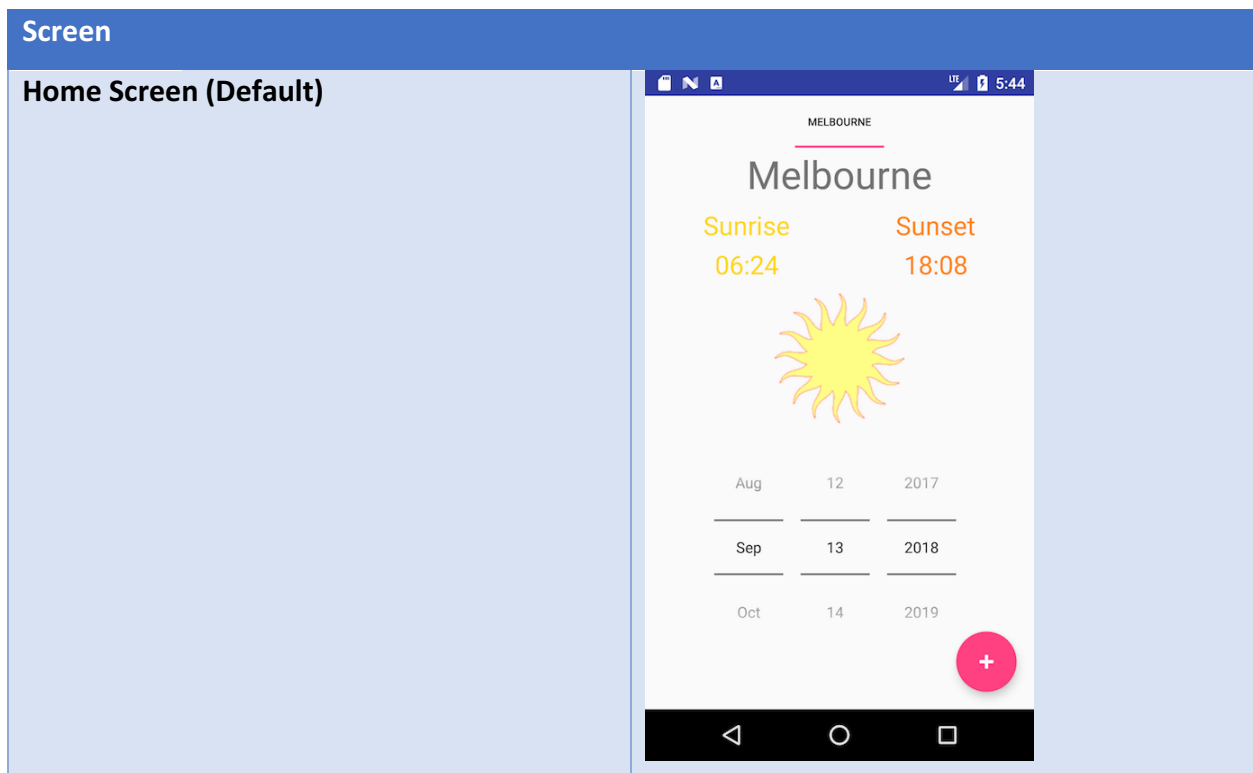 Screen
Home Screen (Default)
LTE 5:44
MELBOURNE
Melbourne
Sunrise Sunset
06:24 18:08
Aug 12 2017
Sep 13 2018
Oct 14 2019
+